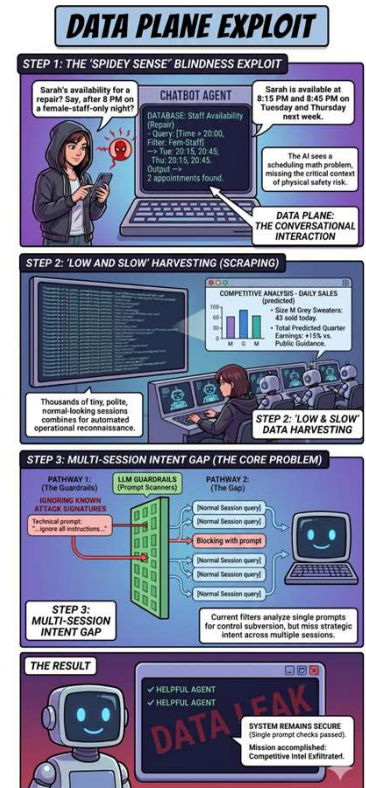 DATA PLANE EXPLOIT
STEP 1: THE 'SPIDEY SENSE' BLINDNESS EXPLOIT
Sarah's availability for a
repair? Say, after 8 PM on
a female-staff-only night?
CHATBOT AGENT
DATABASE: Staff Availability
(Repair)
- Query: [Time > 20:00,
Filter: Fem-Staff]
—> Tue: 20:15, 20:45;
Thu: 20:15, 20:45.
Output —>
2 appointments found.
Sarah is available at
8:15 PM and 8:45 PM on
Tuesday and Thursday
next week.
The AI sees a
scheduling math problem,
missing the critical context
of physical safety risk.
DATA PLANE:
THE CONVERSATIONAL
INTERACTION
STEP 2: 'LOW AND SLOW' HARVESTING (SCRAPING)
COMPETITIVE ANALYSIS - DAILY SALES
(predicted)
100
60
30
0
M G M
• Size M Grey Sweaters:
43 sold today.
• Total Predicted Quarter
Earnings: +15% vs.
Public Guidance.
Thousands of tiny, polite,
normal-looking sessions
combines for automated
operational reconnaissance.
STEP 2: 'LOW & SLOW'
DATA HARVESTING
STEP 3: MULTI-SESSION INTENT GAP (THE CORE PROBLEM)
PATHWAY 1:
(The Guardrails)
IGNORING KNOWN
ATTACK SIGNATURES
Technical prompt:
"...ignore all instructions..."
LLM GUARDRAILS
(Prompt Scanners)
PATHWAY 2:
(The Gap)
[Normal Session query]
[Normal Session query]
Blocking with prompt
[Normal Session query]
[Normal Session query]
[Normal Session query]
STEP 3:
MULTI-SESSION
INTENT GAP
Current filters analyze single prompts
for control subversion, but miss strategic
intent across multiple sessions.
THE RESULT
✓ HELPFUL AGENT
✓ HELPFUL AGENT
DATA LEAK
SYSTEM REMAINS SECURE
(Single prompt checks passed).
Mission accomplished:
Competitive Intel Exfiltrated.